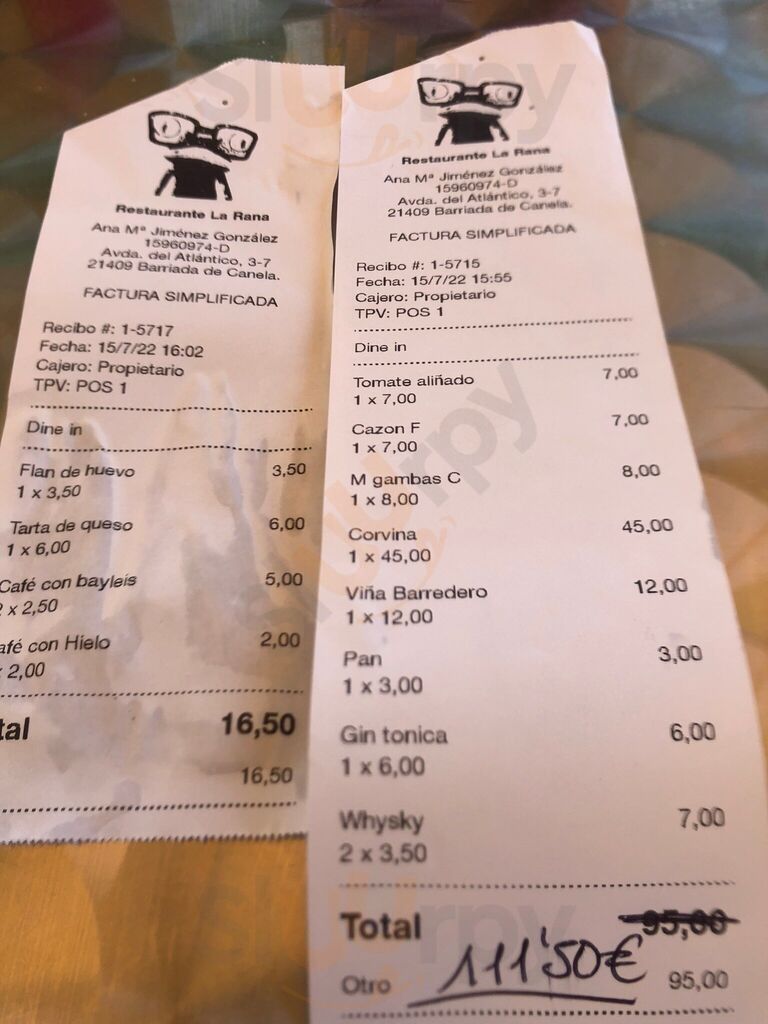 Restaurante La Rana
Ana Mª Jiménez González
15960974-D
Avda. del Atlántico, 3-7
21409 Barriada de Canela.
FACTURA SIMPLIFICADA
Recibo #: 1-5717
Fecha: 15/7/22 16:02
Cajero: Propietario
TPV: POS 1
Dine in
Flan de huevo 3,50
1 x 3,50
Tarta de queso 6,00
1 x 6,00
Café con bayleis 5,00
2 x 2,50
afé con Hielo 2,00
x 2,00
tal 16,50
16,50
Restaurante La Rana
Ana Mª Jiménez González
15960974-D
Avda. del Atlántico, 3-7
21409 Barriada de Canela.
FACTURA SIMPLIFICADA
Recibo #: 1-5715
Fecha: 15/7/22 15:55
Cajero: Propietario
TPV: POS 1
Dine in
Tomate aliñado 7,00
1 x 7,00
Cazon F 7,00
1 x 7,00
M gambas C 8,00
1 x 8,00
Corvina 45,00
1 x 45,00
Viña Barredero 12,00
1 x 12,00
Pan 3,00
1 x 3,00
Gin tonica 6,00
1 x 6,00
Whysky 7,00
2 x 3,50
Total 95,00
111'50€
Otro 95,00
sluurpy
sluurpy
sluurpy